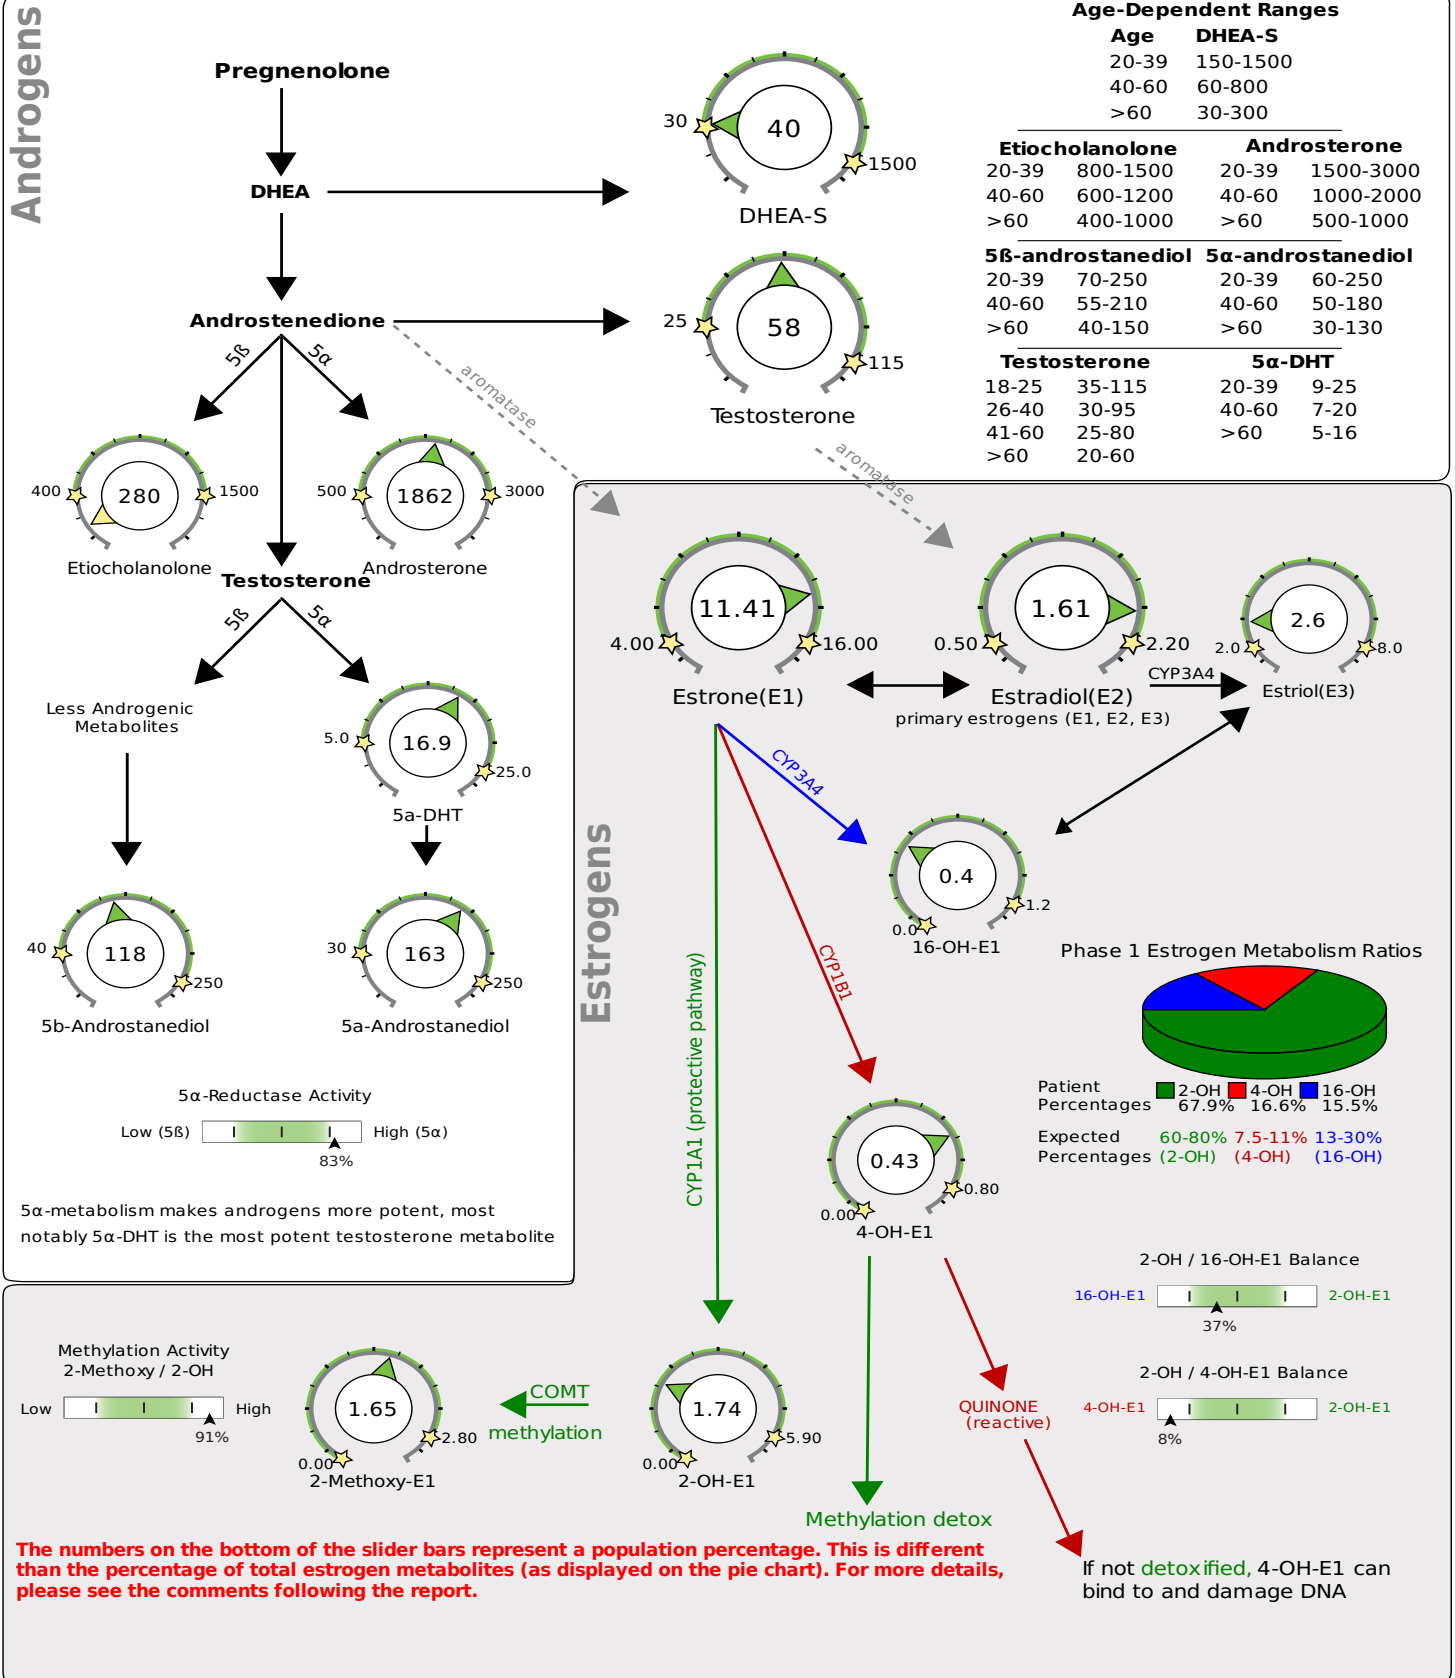 Androgens
Pregnenolone
DHEA
Androstenedione
5ß
5α
aromatase
30
40
1500
DHEA-S
25
58
115
Testosterone
aromatase
Age-Dependent Ranges
Age DHEA-S
20-39 150-1500
40-60 60-800
>60 30-300
Etiocholanolone Androsterone
20-39 800-1500 20-39 1500-3000
40-60 600-1200 40-60 1000-2000
>60 400-1000 >60 500-1000
5ß-androstanediol 5α-androstanediol
20-39 70-250 20-39 60-250
40-60 55-210 40-60 50-180
>60 40-150 >60 30-130
Testosterone 5α-DHT
18-25 35-115 20-39 9-25
26-40 30-95 40-60 7-20
41-60 25-80 >60 5-16
>60 20-60
400
280
1500
Etiocholanolone
500
1862
3000
Androsterone
Testosterone
5ß
5α
Less Androgenic
Metabolites
5.0
16.9
25.0
5a-DHT
40
118
250
5b-Androstanediol
30
163
250
5a-Androstanediol
5α-Reductase Activity
Low (5ß)
High (5α)
83%
5α-metabolism makes androgens more potent, most
notably 5α-DHT is the most potent testosterone metabolite
Estrogens
4.00
11.41
16.00
Estrone(E1)
0.50
1.61
2.20
Estradiol(E2)
primary estrogens (E1, E2, E3)
CYP3A4
2.0
2.6
8.0
Estriol(E3)
CYP3A4
0.0
0.4
1.2
16-OH-E1
CYP1B1
CYP1A1 (protective pathway)
0.00
0.43
0.80
4-OH-E1
Phase 1 Estrogen Metabolism Ratios
Patient
Percentages
2-OH 4-OH 16-OH
67.9% 16.6% 15.5%
Expected
Percentages
60-80% 7.5-11% 13-30%
(2-OH) (4-OH) (16-OH)
2-OH / 16-OH-E1 Balance
16-OH-E1
2-OH-E1
37%
2-OH / 4-OH-E1 Balance
4-OH-E1
2-OH-E1
8%
Methylation Activity
2-Methoxy / 2-OH
Low
High
91%
0.00
1.65
2.80
2-Methoxy-E1
COMT
methylation
0.00
1.74
5.90
2-OH-E1
QUINONE
(reactive)
Methylation detox
If not detoxified, 4-OH-E1 can
bind to and damage DNA
The numbers on the bottom of the slider bars represent a population percentage. This is different
than the percentage of total estrogen metabolites (as displayed on the pie chart). For more details,
please see the comments following the report.